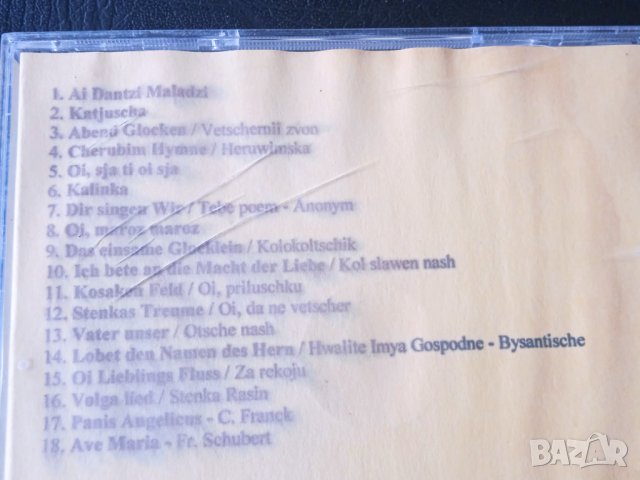 1. Ai Dantzi Maladzi
2. Katjuscha
3. Abend Glocken / Vetschernii zvon
4. Cherubim Hymne / Heruwimska
5. Oi, sja ti oi sja
6. Kalinka
7. Dir singen Wir / Tebe poem - Anonym
8. Oi, maroz maroz
9. Das einsame Glocklein / Kolokoltschik
10. Ich bete an die Macht der Liebe / Kol slawen nash
11. Kosaken Feld / Oi, priluschku
12. Stenkas Treume / Oi, da ne vetscher
13. Vater unser / Otsche nash
14. Lobet den Namen des Hern / Hwalite Imya Gospodne - Bysantische
15. Oi Lieblings Fluss / Za rekoju
16. Volga lied / Stenka Rasin
17. Panis Angelicus - C. Franck
18. Ave Maria - Fr. Schubert
BAZAR